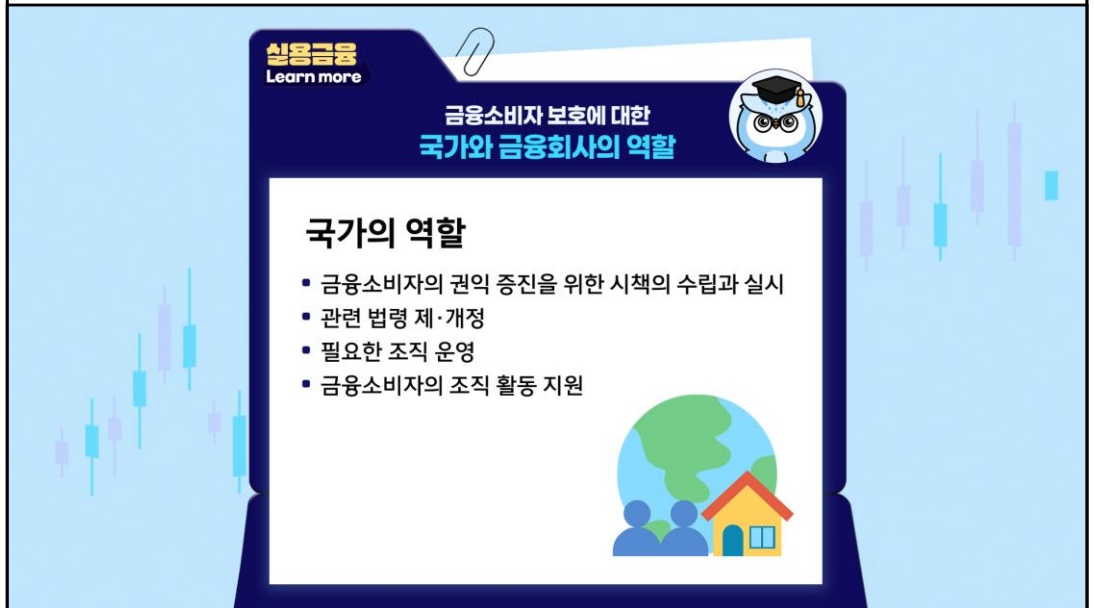 실용금융
Learn more
금융소비자 보호에 대한
국가와 금융회사의 역할
국가의 역할
• 금융소비자의 권익 증진을 위한 시책의 수립과 실시
• 관련 법령 제·개정
• 필요한 조직 운영
• 금융소비자의 조직 활동 지원